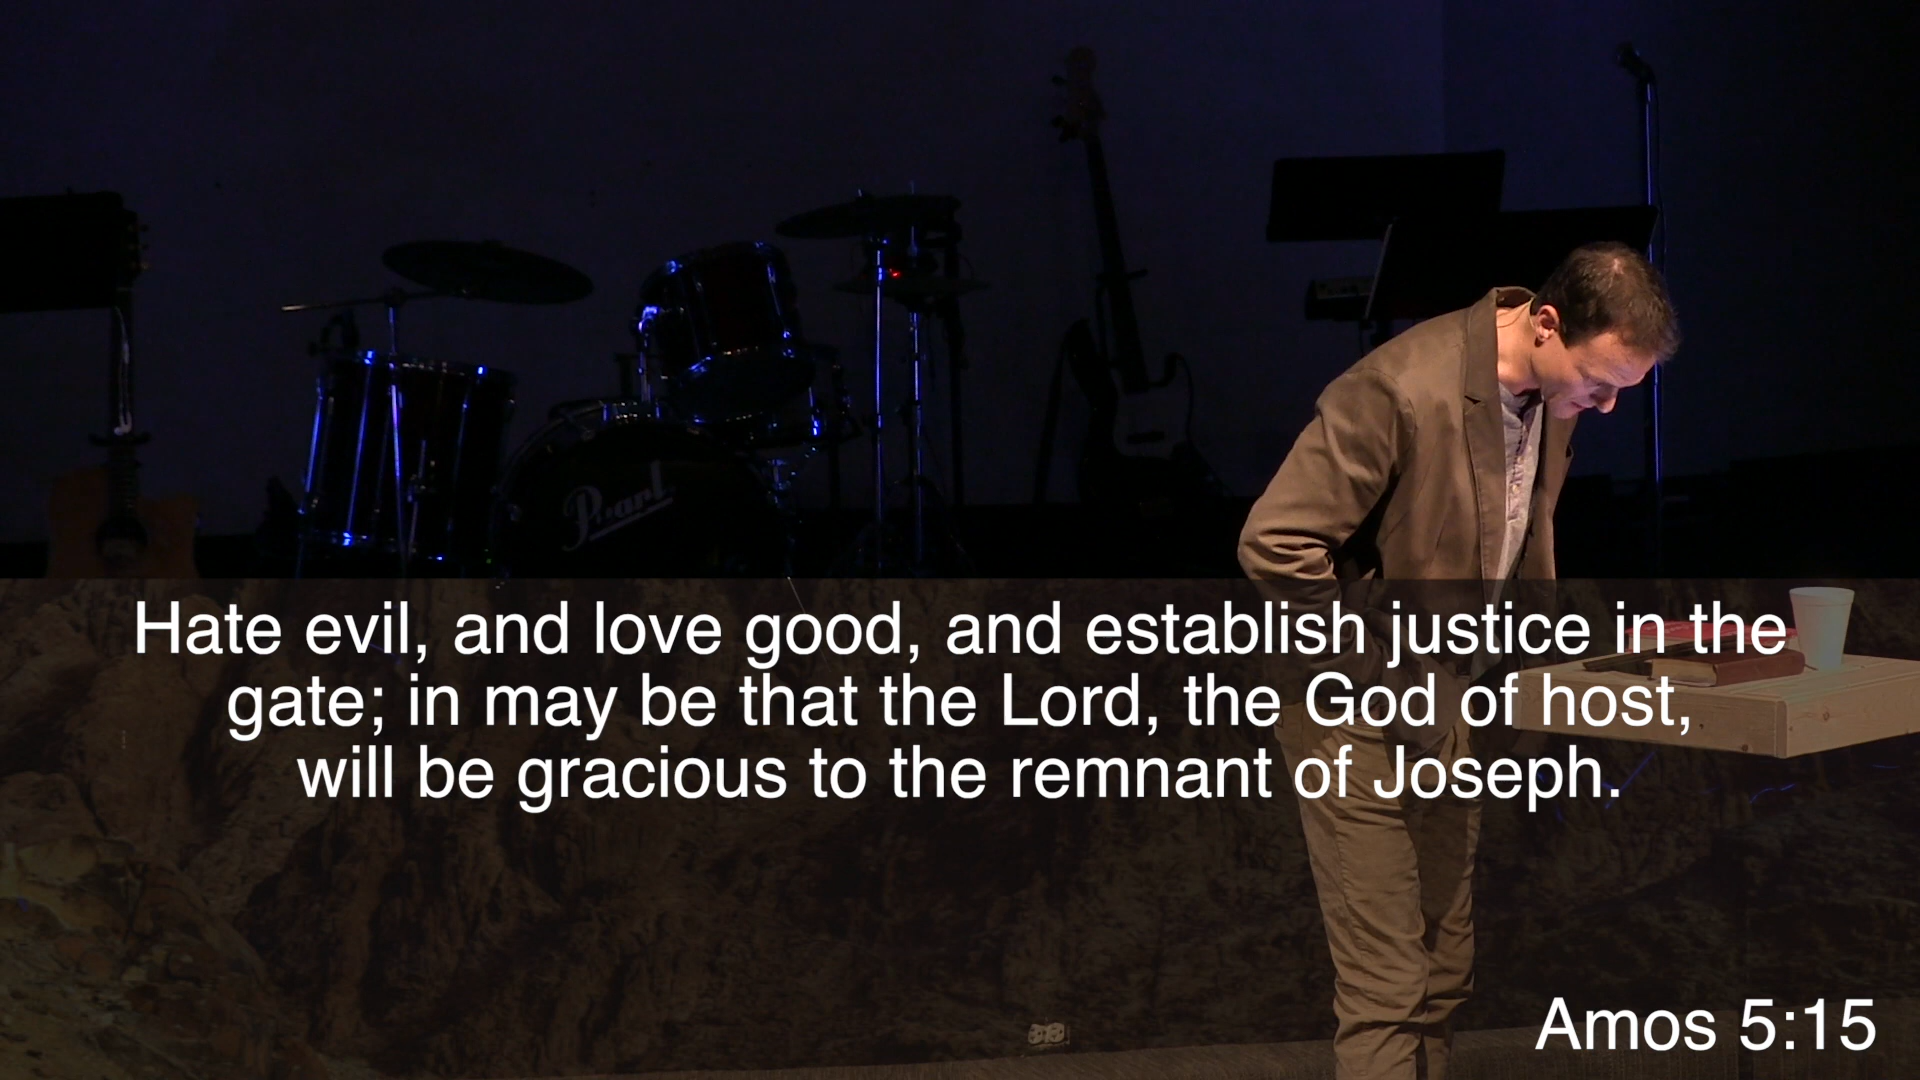 Pearl
Hate evil, and love good, and establish justice in the
gate; in may be that the Lord, the God of host,
will be gracious to the remnant of Joseph.
Amos 5:15